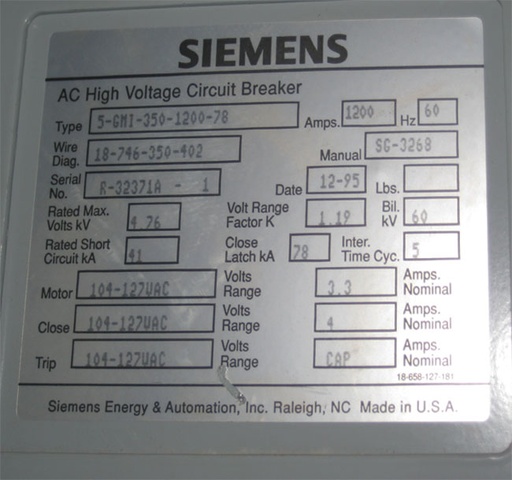 SIEMENS
AC High Voltage Circuit Breaker
Type 5-GMI-350-1200-78 Amps. 1200 Hz 60
Wire Diag. 18-746-350-402 Manual SG-3268
Serial No. R-32371A - 1 Date 12-95 Lbs.
Rated Max. Volts kV 4.76 Volt Range Factor K 1.19 Bil. kV 60
Rated Short Circuit kA 41 Close Latch kA 78 Inter. Time Cyc. 5
Motor 104-127VAC Volts Range 3.3 Amps. Nominal
Close 104-127VAC Volts Range 4 Amps. Nominal
Trip 104-127VAC Volts Range CAP Amps. Nominal
18-658-127-181
Siemens Energy & Automation, Inc. Raleigh, NC Made in U.S.A.